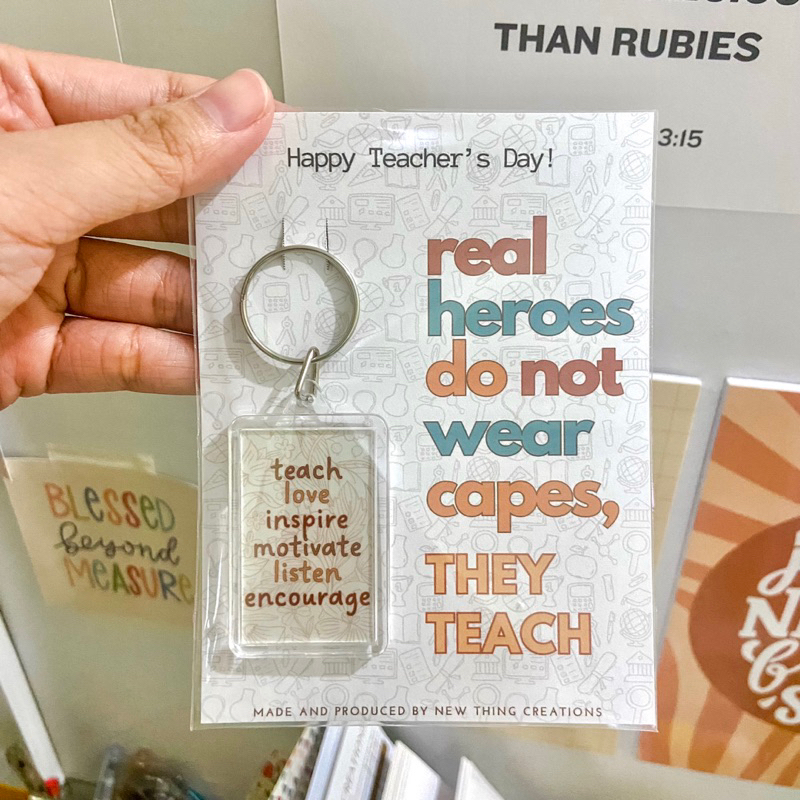 THAN RUBIES
3:15
Happy Teacher's Day!
real
heroes
do not
wear
capes,
THEY
TEACH
teach
love
inspire
motivate
listen
encourage
MADE AND PRODUCED BY NEW THING CREATIONS
BLESSED
beyond
MEASURE